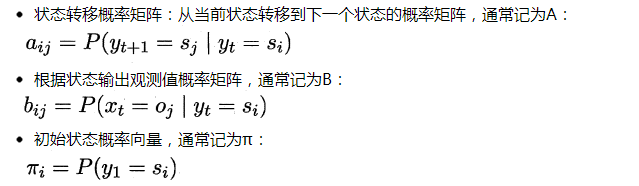 • 状态转移概率矩阵：从当前状态转移到下一个状态的概率矩阵，通常记为A：
a_{ij} = P(y_{t+1} = s_j | y_t = s_i)
• 根据状态输出观测值概率矩阵，通常记为B：
b_{ij} = P(x_t = o_j | y_t = s_i)
• 初始状态概率向量，通常记为π：
π_i = P(y_1 = s_i)